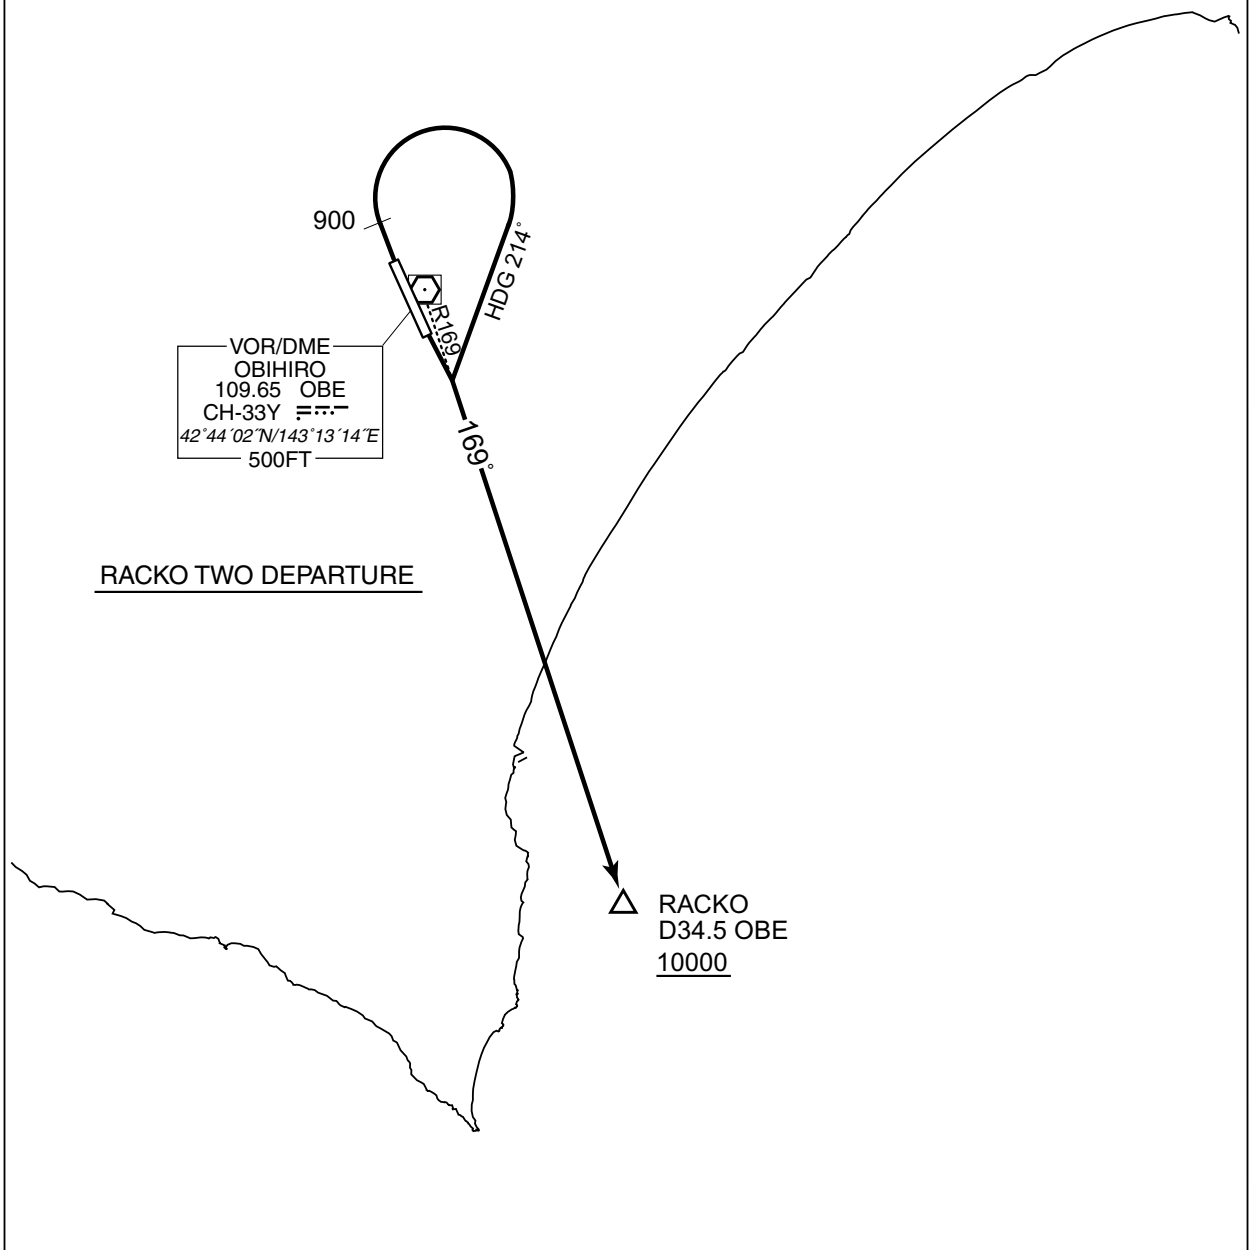 900
HDG 214°
R169
VOR/DME
OBIHIRO
109.65 OBE
CH-33Y
42°44´02˝N/143°13´14˝E
500FT
169°
RACKO TWO DEPARTURE
RACKO
D34.5 OBE
10000